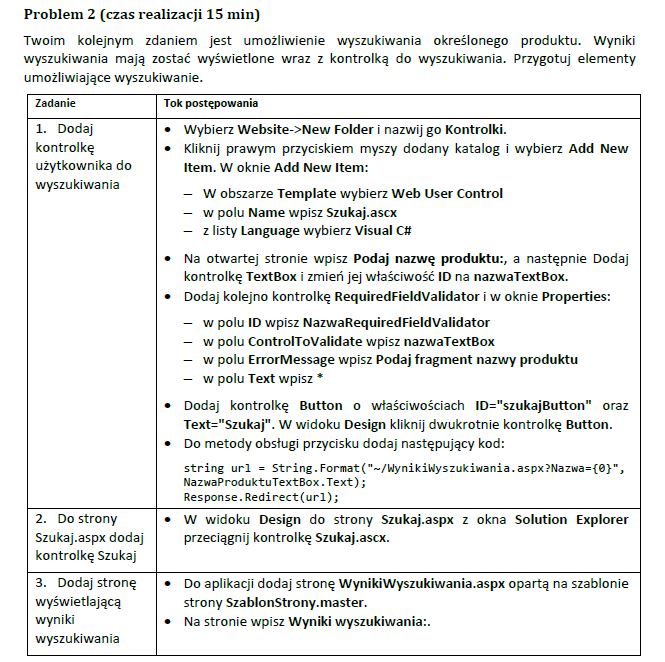 Problem 2 (czas realizacji 15 min)
Twoim kolejnym zdaniem jest umożliwienie wyszukiwania określonego produktu. Wyniki
wyszukiwania mają zostać wyświetlone wraz z kontrolką do wyszukiwania. Przygotuj elementy
umożliwiające wyszukiwanie.
Zadanie
Tok postępowania
1. Dodaj
kontrolkę
użytkownika do
wyszukiwania
• Wybierz Website->New Folder i nazwij go Kontrolki.
• Kliknij prawym przyciskiem myszy dodany katalog i wybierz Add New
Item. W oknie Add New Item:
– W obszarze Template wybierz Web User Control
– w polu Name wpisz Szukaj.ascx
– z listy Language wybierz Visual C#
• Na otwartej stronie wpisz Podaj nazwę produktu:, a następnie Dodaj
kontrolkę TextBox i zmień jej właściwość ID na nazwaTextBox.
• Dodaj kolejno kontrolkę RequiredFieldValidator i w oknie Properties:
– w polu ID wpisz NazwaRequiredFieldValidator
– w polu ControlToValidate wpisz nazwaTextBox
– w polu ErrorMessage wpisz Podaj fragment nazwy produktu
– w polu Text wpisz *
• Dodaj kontrolkę Button o właściwościach ID="szukajButton" oraz
Text="Szukaj". W widoku Design kliknij dwukrotnie kontrolkę Button.
• Do metody obsługi przycisku dodaj następujący kod:
string url = String.Format("~/WynikiWyszukiwania.aspx?Nazwa={0}",
NazwaProduktuTextBox.Text);
Response.Redirect(url);
2. Do strony
Szukaj.aspx dodaj
kontrolkę Szukaj
• W widoku Design do strony Szukaj.aspx z okna Solution Explorer
przeciągnij kontrolkę Szukaj.ascx.
3. Dodaj stronę
wyświetlającą
wyniki
wyszukiwania
• Do aplikacji dodaj stronę WynikiWyszukiwania.aspx opartą na szablonie
strony SzablonStrony.master.
• Na stronie wpisz Wyniki wyszukiwania:.